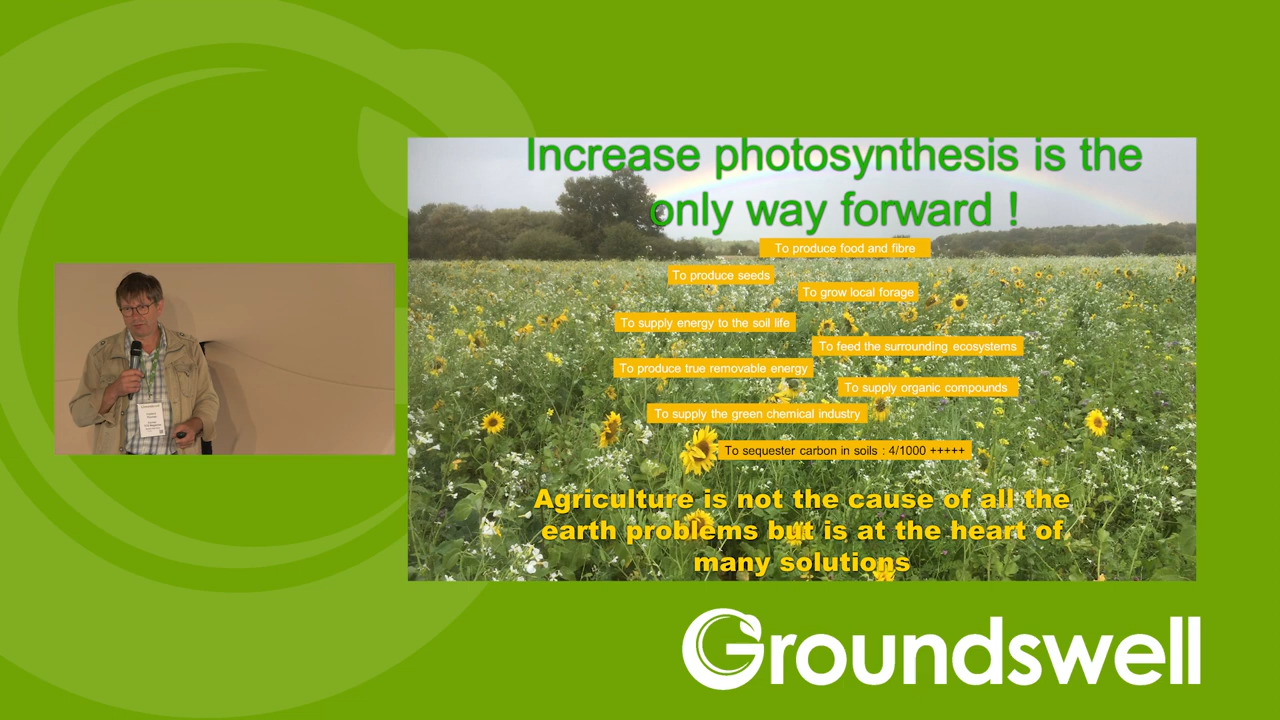 Increase photosynthesis is the
only way forward !
To produce food and fibre
To produce seeds
To grow local forage
To supply energy to the soil life
To feed the surrounding ecosystems
To produce true removable energy
To supply organic compounds
To supply the green chemical industry
To sequester carbon in soils : 4/1000 +++++
Agriculture is not the cause of all the
earth problems but is at the heart of
many solutions
Groundswell